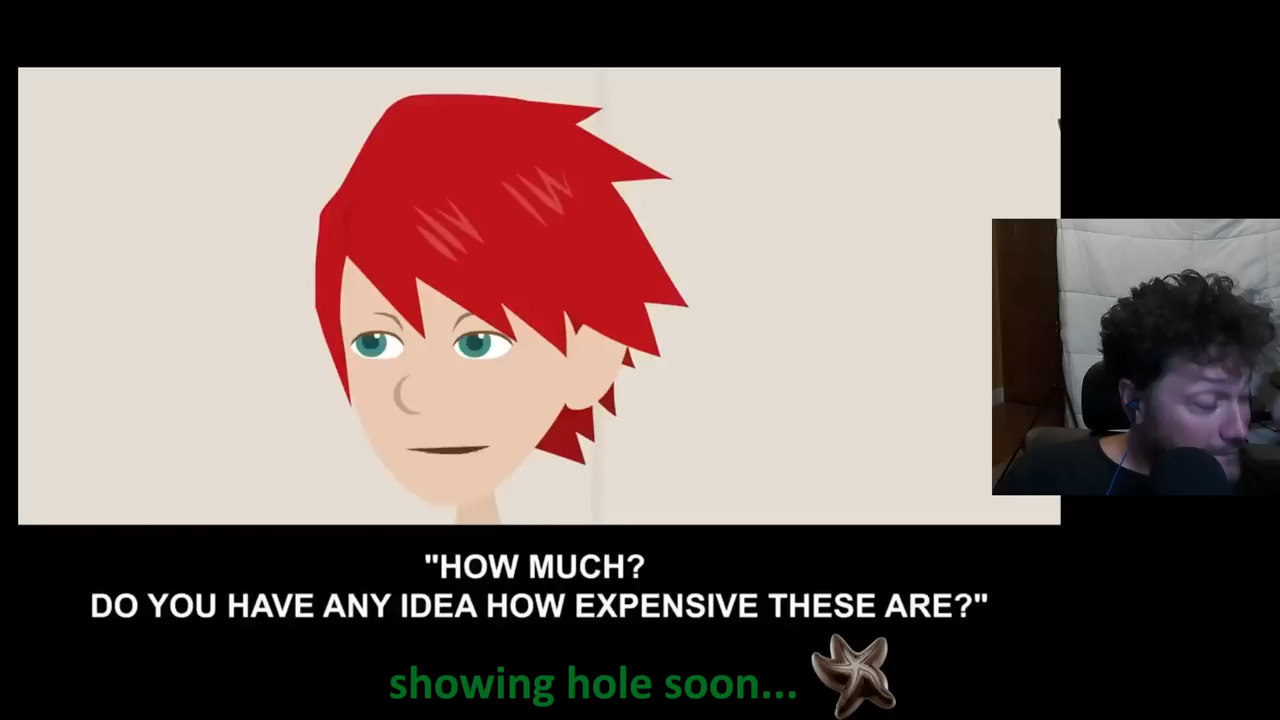 "HOW MUCH?
DO YOU HAVE ANY IDEA HOW EXPENSIVE THESE ARE?"
showing hole soon...